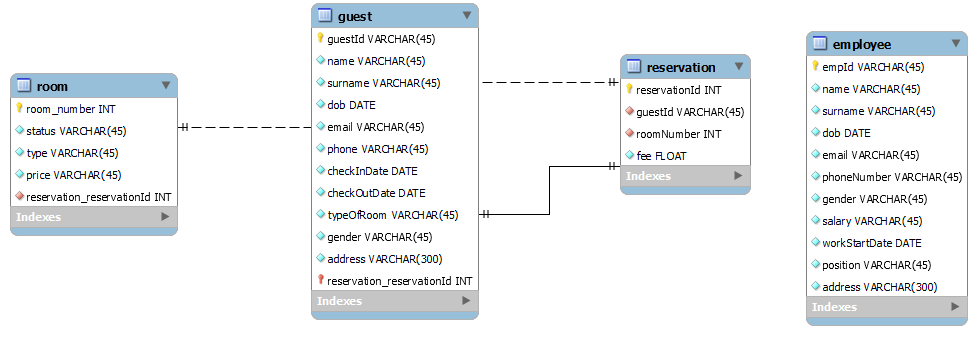 room
room_number INT
status VARCHAR(45)
type VARCHAR(45)
price VARCHAR(45)
reservation_reservationId INT
Indexes
guest
guestId VARCHAR(45)
name VARCHAR(45)
surname VARCHAR(45)
dob DATE
email VARCHAR(45)
phone VARCHAR(45)
checkInDate DATE
checkOutDate DATE
typeOfRoom VARCHAR(45)
gender VARCHAR(45)
address VARCHAR(300)
reservation_reservationId INT
Indexes
reservation
reservationId INT
guestId VARCHAR(45)
roomNumber INT
fee FLOAT
Indexes
employee
empId VARCHAR(45)
name VARCHAR(45)
surname VARCHAR(45)
dob DATE
email VARCHAR(45)
phoneNumber VARCHAR(45)
gender VARCHAR(45)
salary VARCHAR(45)
workStartDate DATE
position VARCHAR(45)
address VARCHAR(300)
Indexes